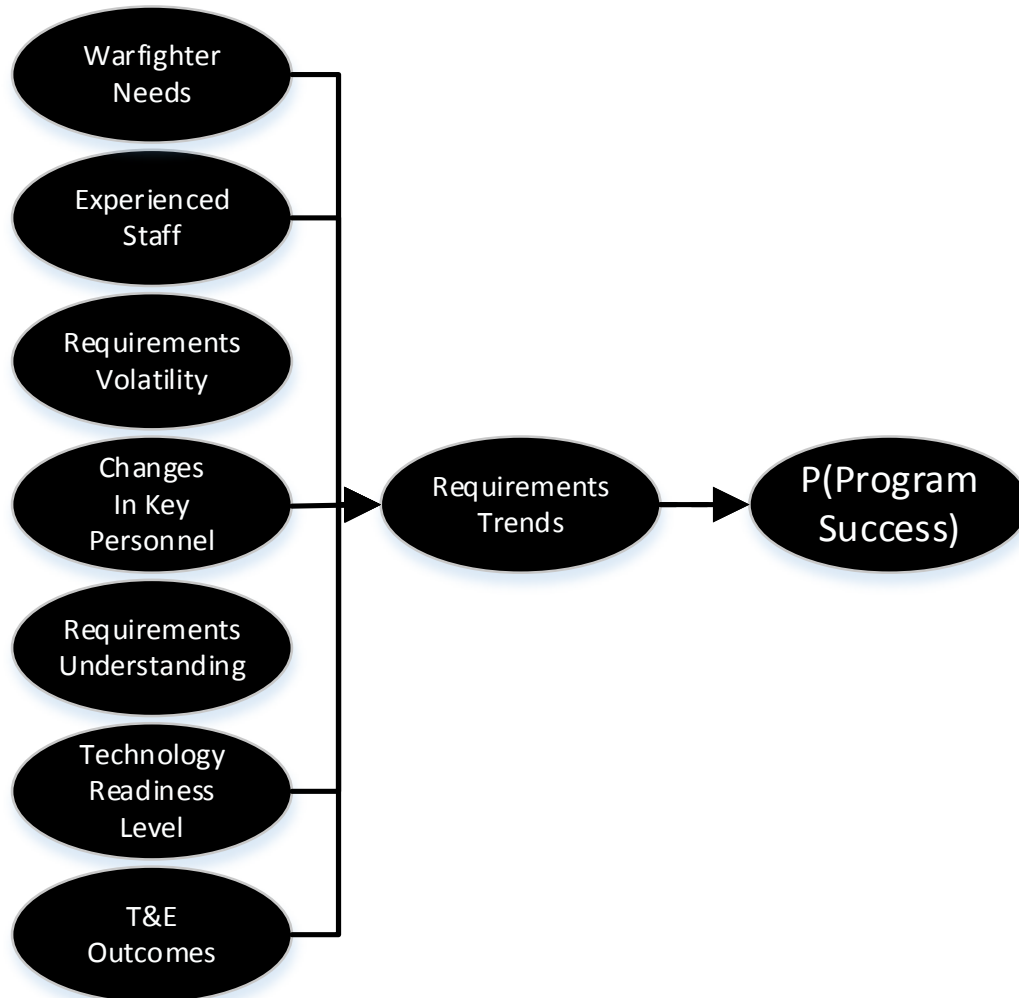 Warfighter
Needs
Experienced
Staff
Requirements
Volatility
Changes
In Key
Personnel
Requirements
Understanding
Technology
Readiness
Level
T&E
Outcomes
Requirements
Trends
P(Program
Success)